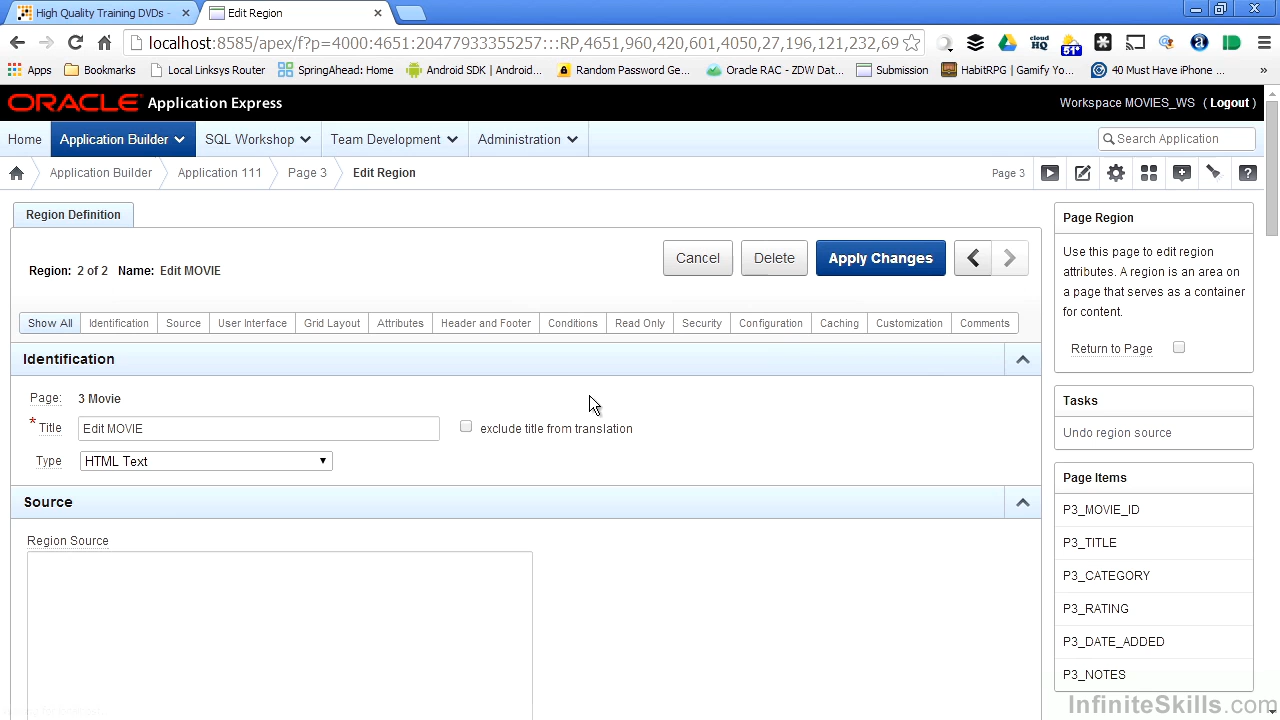 High Quality Training DVDs -
Edit Region
localhost:8585/apex/f?p=4000:4651:20477933355257:::BP,4651,960,420,601,4050,27,196,121,232,69
cloud HQ
51°
Apps
Bookmarks
Local Linksys Router
SpringAhead: Home
Android SDK | Android...
Random Password Ge...
Oracle RAC - ZDW Dat...
Submission
HabitRPG | Gamify Yo...
40 Must Have iPhone ...
ORACLE Application Express
Workspace MOVIES_WS ( Logout )
Home
Application Builder
SQL Workshop
Team Development
Administration
Search Application
Application Builder
Application 111
Page 3
Edit Region
Page 3
Region Definition
Region: 2 of 2 Name: Edit MOVIE
Cancel
Delete
Apply Changes
Show All
Identification
Source
User Interface
Grid Layout
Attributes
Header and Footer
Conditions
Read Only
Security
Configuration
Caching
Customization
Comments
Identification
Page: 3 Movie
* Title Edit MOVIE
exclude title from translation
Type HTML Text
Source
Region Source
Page Region
Use this page to edit region
attributes. A region is an area on
a page that serves as a container
for content.
Return to Page
Tasks
Undo region source
Page Items
P3_MOVIE_ID
P3_TITLE
P3_CATEGORY
P3_RATING
P3_DATE_ADDED
P3_NOTES
InfiniteSkills.com